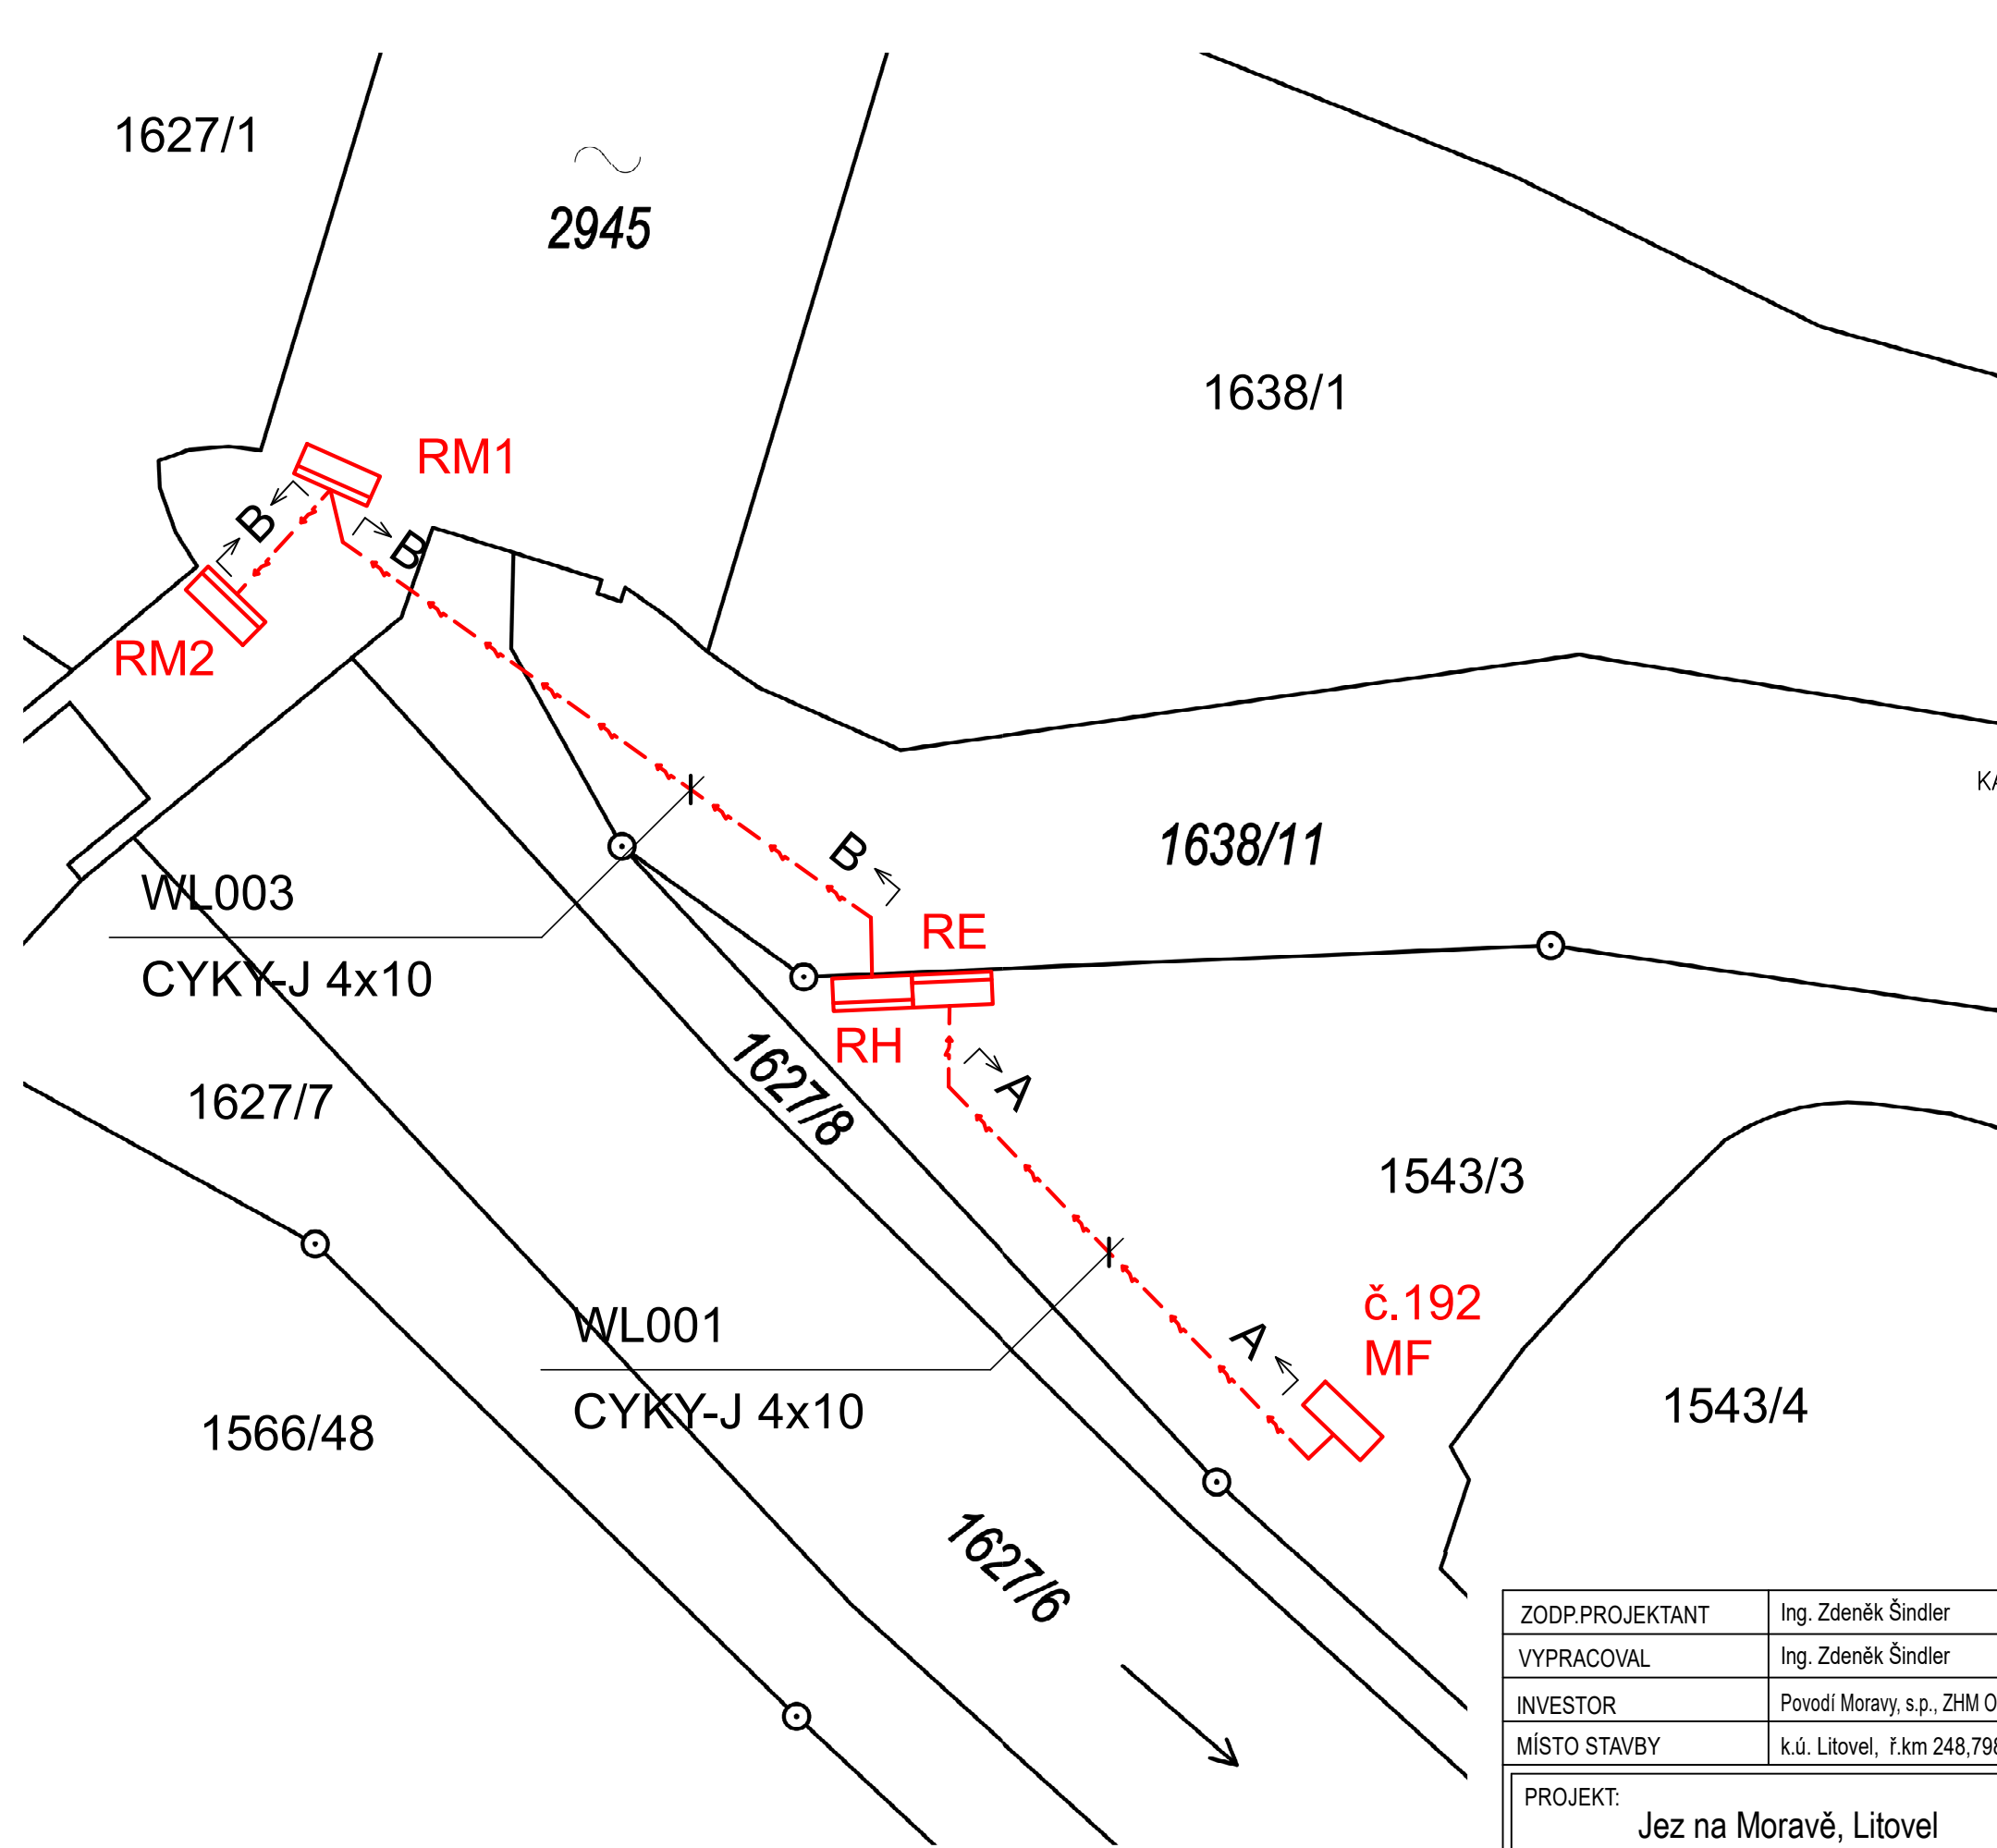 1627/1
2945
1638/1
RM1
B
B
RM2
KA
1638/11
B
WL003
CYKY-J 4x10
RE
RH
1627/8
A
1627/7
1543/3
č.192
MF
WL001
CYKY-J 4x10
A
1543/4
1566/48
1627/6
ZODP.PROJEKTANT Ing. Zdeněk Šindler
VYPRACOVAL Ing. Zdeněk Šindler
INVESTOR Povodí Moravy, s.p., ZHM O
MÍSTO STAVBY k.ú. Litovel, ř.km 248,798
PROJEKT:
Jez na Moravě, Litovel